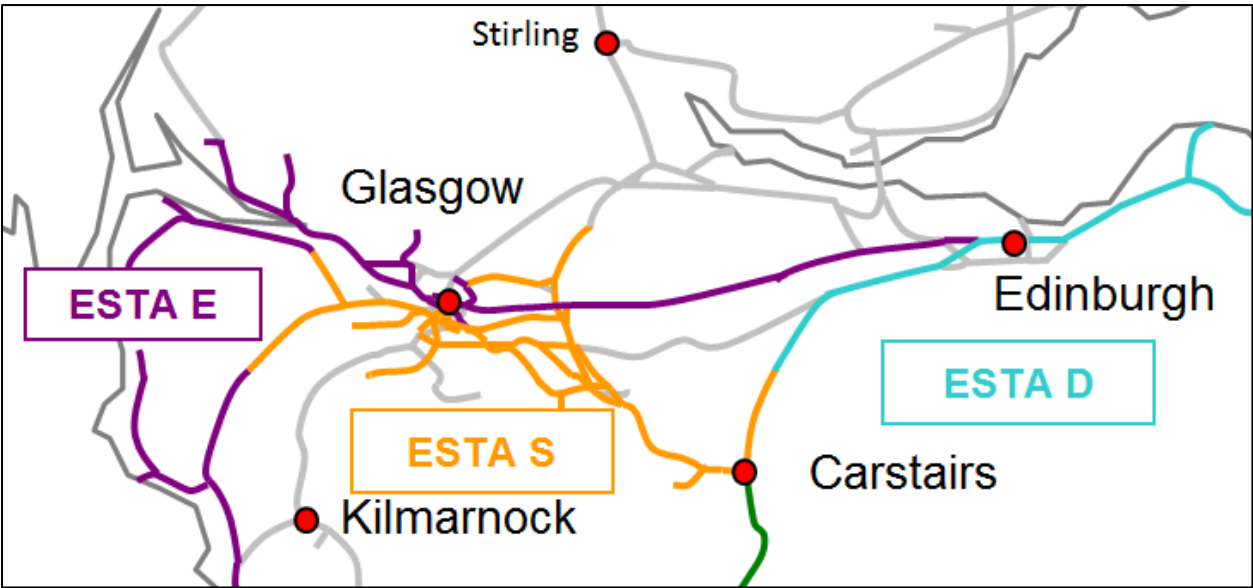 Stirling
Glasgow
ESTA E
Edinburgh
ESTA D
ESTA S
Carstairs
Kilmarnock